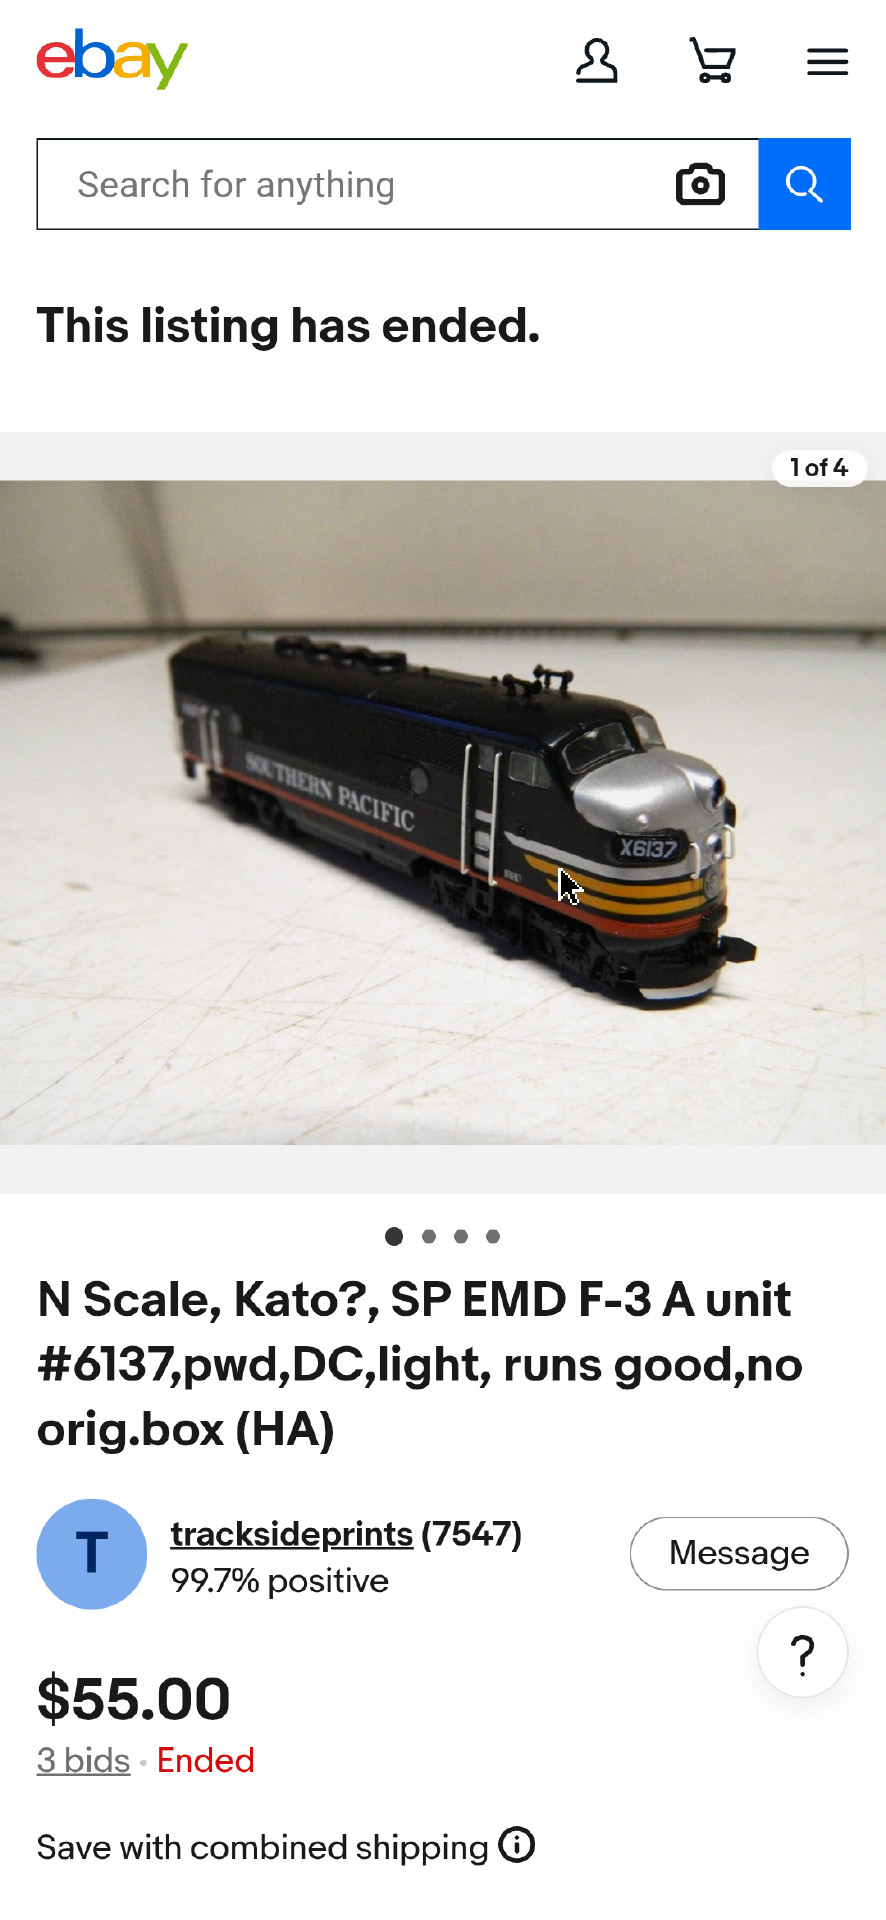 ebay
Search for anything
This listing has ended.
1 of 4
SOUTHERN PACIFIC
X6137
N Scale, Kato?, SP EMD F-3 A unit
#6137,pwd,DC,light, runs good,no
orig.box (HA)
T
tracksideprints (7547)
99.7% positive
Message
?
$55.00
3 bids · Ended
Save with combined shipping